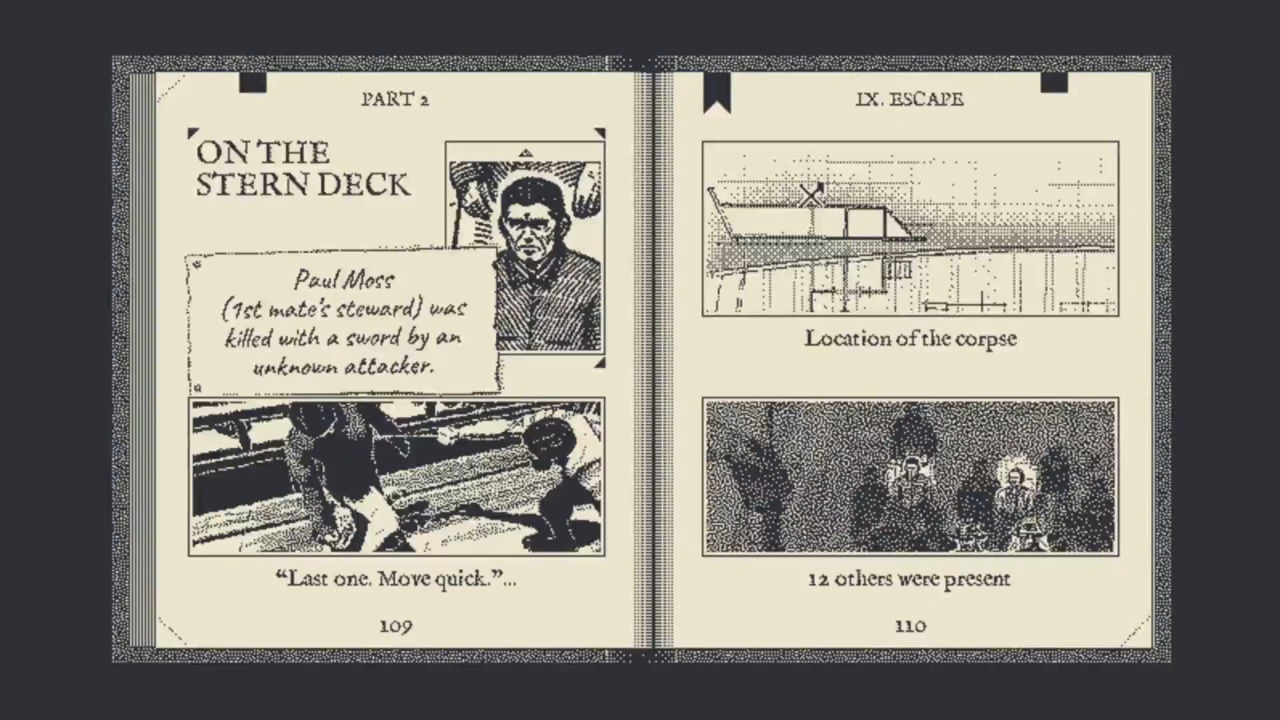 PART 2
ON THE
STERN DECK
Paul Moss
(1st mate's steward) was
killed with a sword by an
unknown attacker.
“Last one. Move quick.”...
109
IX. ESCAPE
Location of the corpse
12 others were present
110